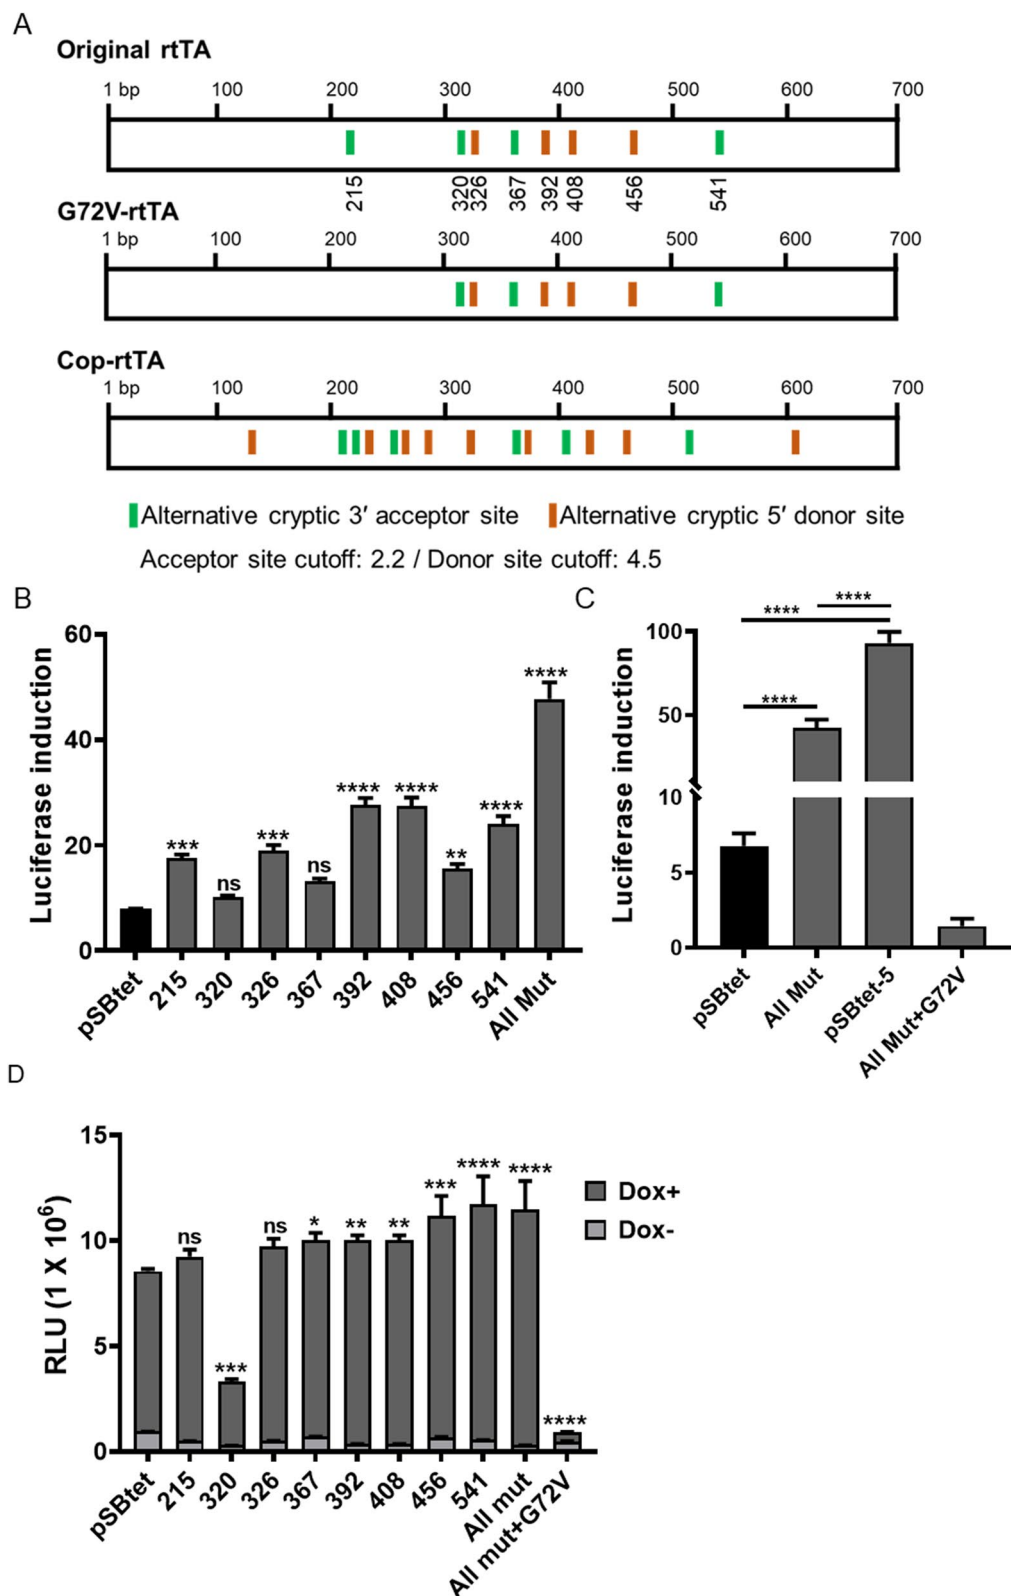 A
Original rtTA
1 bp 100 200 300 400 500 600 700
215 320 326 367 392 408 456 541
G72V-rtTA
1 bp 100 200 300 400 500 600 700
Cop-rtTA
1 bp 100 200 300 400 500 600 700
Alternative cryptic 3′ acceptor site Alternative cryptic 5′ donor site
Acceptor site cutoff: 2.2 / Donor site cutoff: 4.5
B
Luciferase induction
60
40
20
0
*** ns *** ns **** **** ** **** ****
pSBtet 215 320 326 367 392 408 456 541 All Mut
C
Luciferase induction
100
50
10
5
0
****
****
****
pSBtet All Mut pSBtet-5 All Mut+G72V
D
RLU (1 X 10⁶)
15
10
5
0
ns *** ns * ** ** *** **** **** ****
Dox+
Dox-
pSBtet 215 320 326 367 392 408 456 541 All mut All mut+G72V